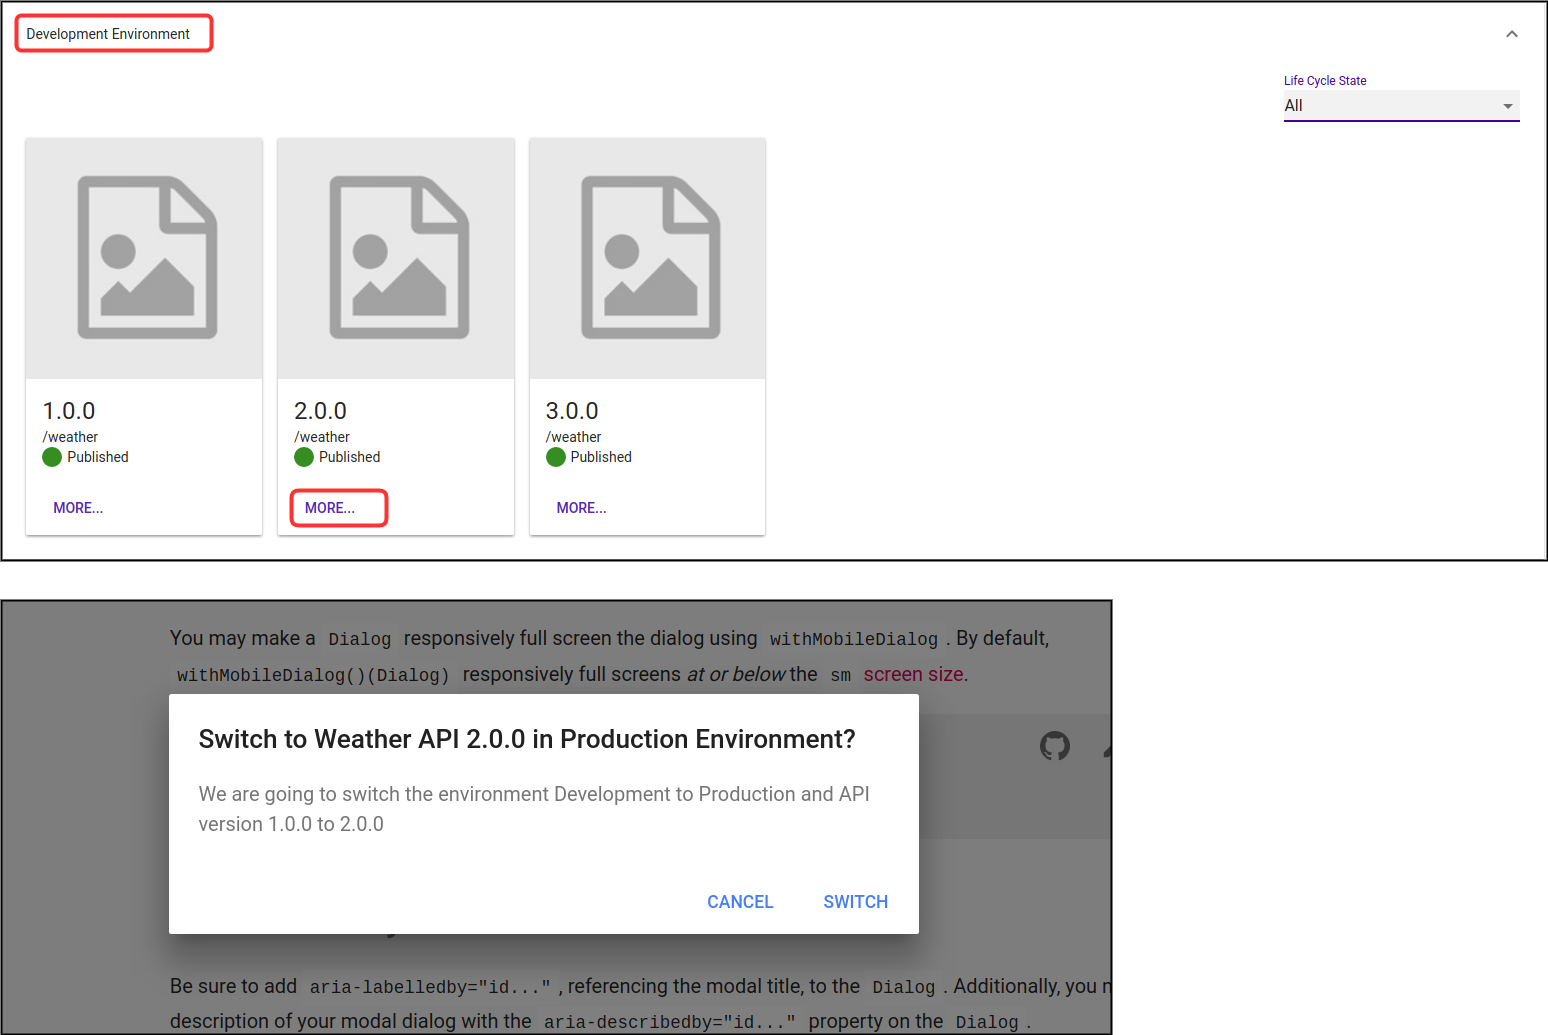 Development Environment
Life Cycle State
All
1.0.0
/weather
Published
MORE...
2.0.0
/weather
Published
MORE...
3.0.0
/weather
Published
MORE...
You may make a Dialog responsively full screen the dialog using withMobileDialog. By default,
withMobileDialog()(Dialog) responsively full screens at or below the sm screen size.
Switch to Weather API 2.0.0 in Production Environment?
We are going to switch the environment Development to Production and API
version 1.0.0 to 2.0.0
CANCEL SWITCH
Be sure to add aria-labelledby="id...", referencing the modal title, to the Dialog. Additionally, you
description of your modal dialog with the aria-describedby="id..." property on the Dialog.